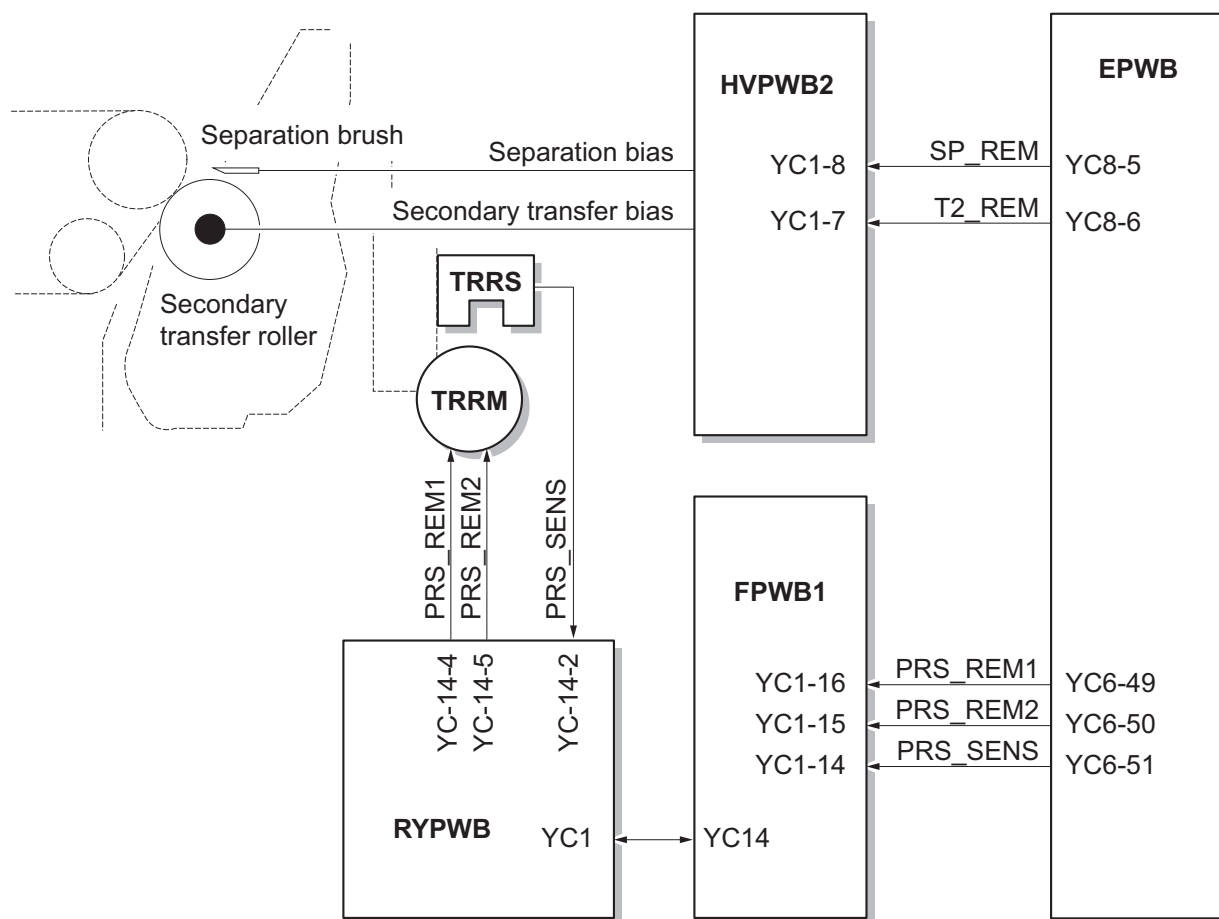 HVPWB2
EPWB
Separation brush
Separation bias
YC1-8
SP_REM
YC8-5
Secondary transfer bias
YC1-7
T2_REM
YC8-6
TRRS
Secondary
transfer roller
TRRM
PRS_REM1
PRS_REM2
PRS_SENS
FPWB1
YC-14-4
YC-14-5
YC-14-2
YC1-16
PRS_REM1
YC6-49
YC1-15
PRS_REM2
YC6-50
YC1-14
PRS_SENS
YC6-51
RYPWB
YC1
YC14